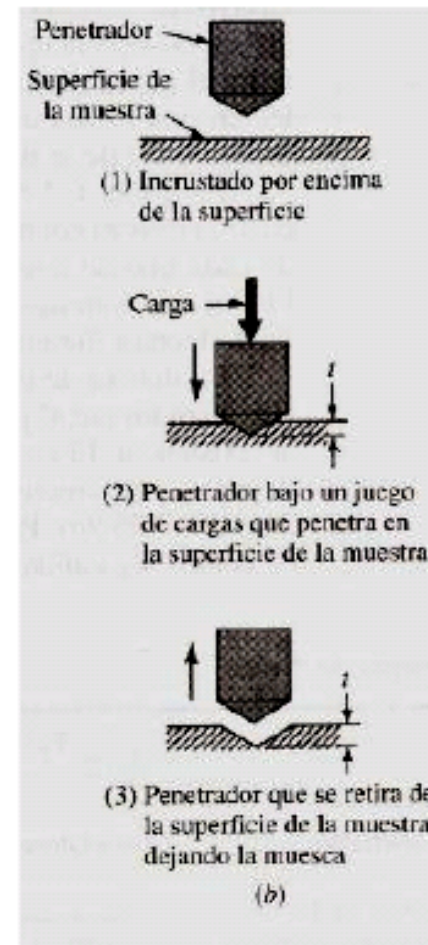 Penetrador
Superficie de
la muestra
(1) Incrustado por encima
de la superficie
Carga
t
(2) Penetrador bajo un juego
de cargas que penetra en
la superficie de la muestra
t
(3) Penetrador que se retira de
la superficie de la muestra
dejando la muesca
(b)